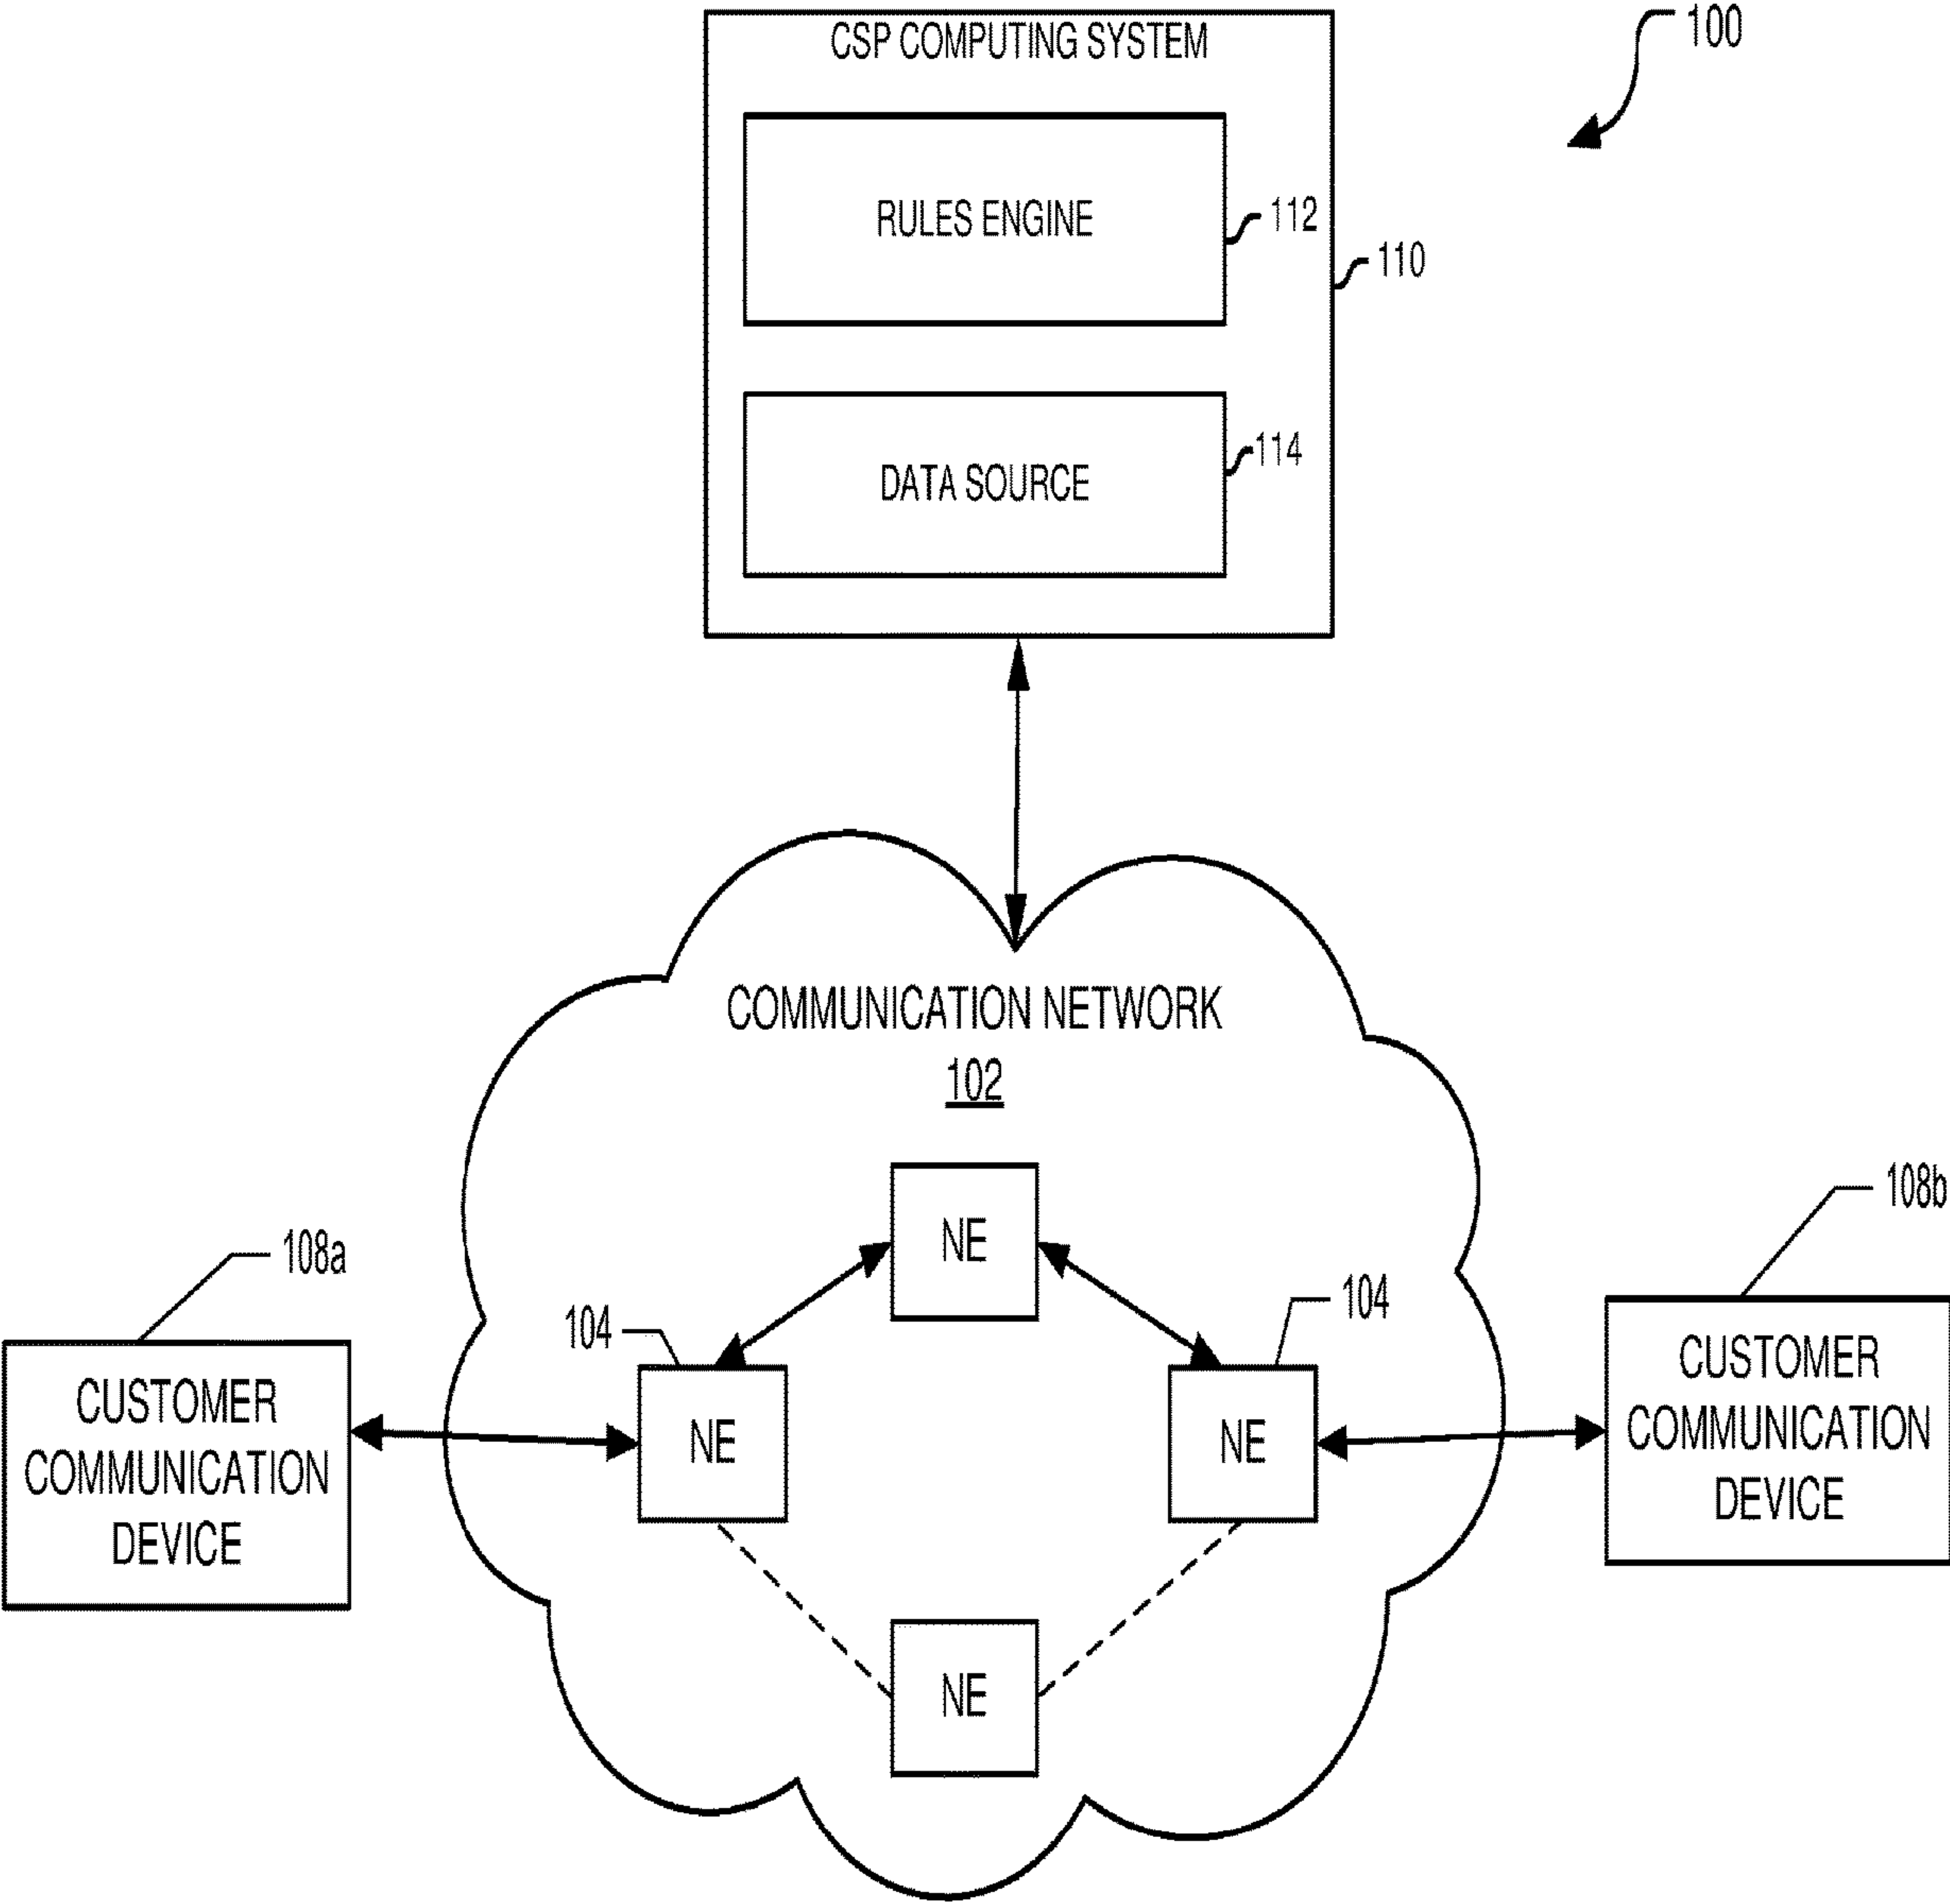 100
CSP COMPUTING SYSTEM
RULES ENGINE
112
110
DATA SOURCE
114
COMMUNICATION NETWORK
102
NE
108a
108b
104
104
CUSTOMER
COMMUNICATION
DEVICE
NE
NE
CUSTOMER
COMMUNICATION
DEVICE
NE